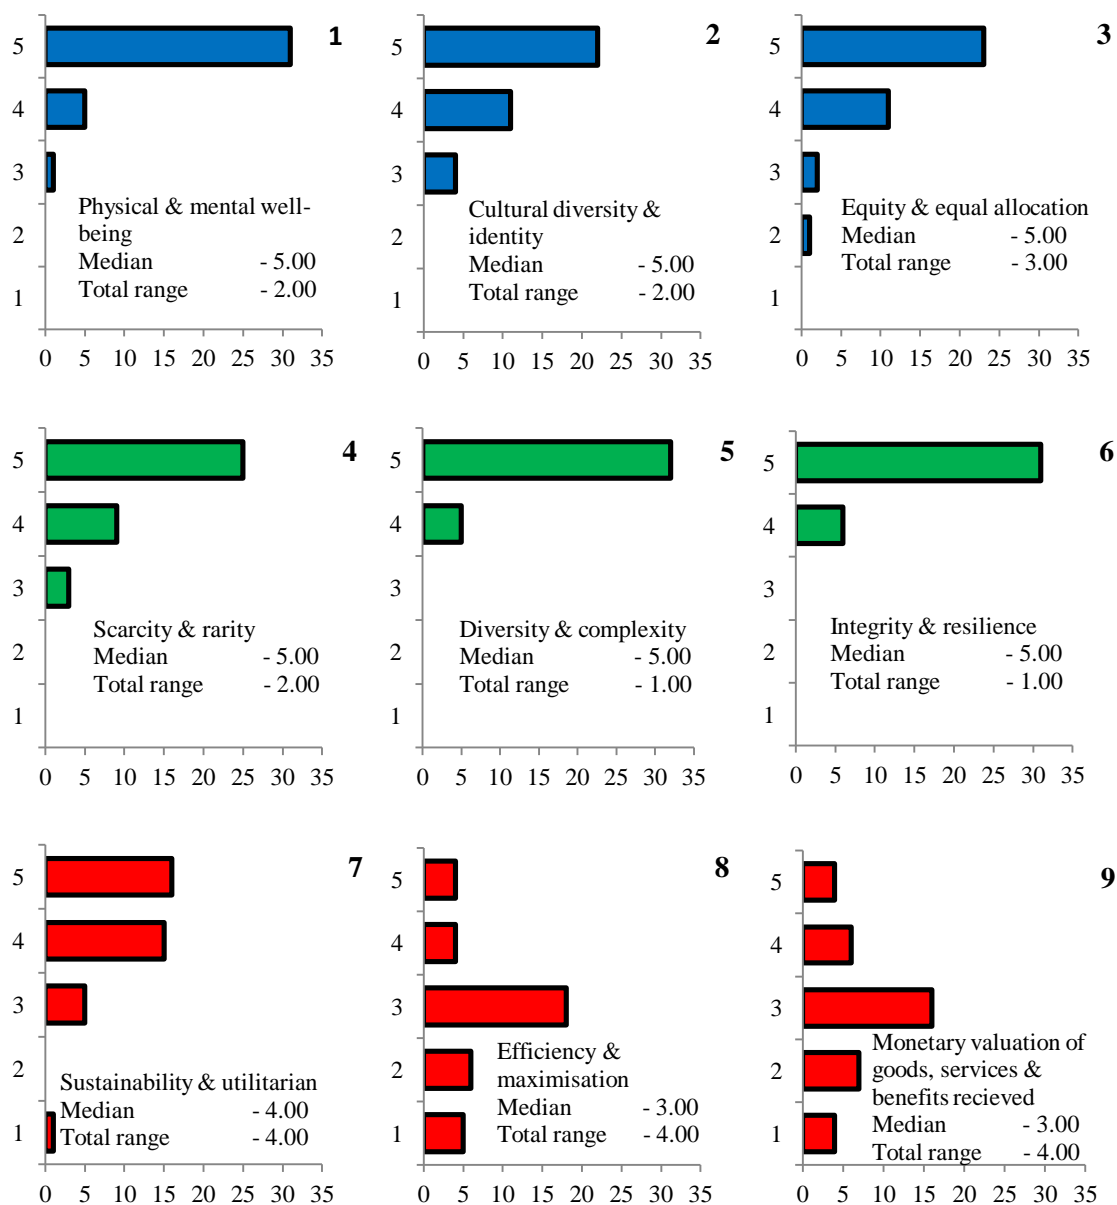 1
5
4
3
2
1
Physical & mental well-
being
Median - 5.00
Total range - 2.00
0 5 10 15 20 25 30 35
2
5
4
3
2
1
Cultural diversity &
identity
Median - 5.00
Total range - 2.00
0 5 10 15 20 25 30 35
3
5
4
3
2
1
Equity & equal allocation
Median - 5.00
Total range - 3.00
0 5 10 15 20 25 30 35
4
5
4
3
2
1
Scarcity & rarity
Median - 5.00
Total range - 2.00
0 5 10 15 20 25 30 35
5
5
4
3
2
1
Diversity & complexity
Median - 5.00
Total range - 1.00
0 5 10 15 20 25 30 35
6
5
4
3
2
1
Integrity & resilience
Median - 5.00
Total range - 1.00
0 5 10 15 20 25 30 35
7
5
4
3
2
1
Sustainability & utilitarian
Median - 4.00
Total range - 4.00
0 5 10 15 20 25 30 35
8
5
4
3
2
1
Efficiency &
maximisation
Median - 3.00
Total range - 4.00
0 5 10 15 20 25 30 35
9
5
4
3
2
1
Monetary valuation of
goods, services &
benefits recieved
Median - 3.00
Total range - 4.00
0 5 10 15 20 25 30 35